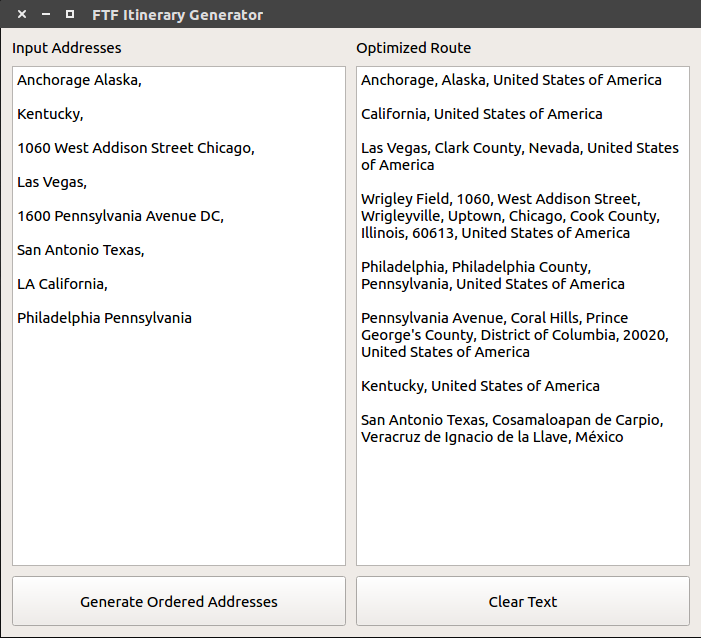 FTF Itinerary Generator
Input Addresses
Anchorage Alaska,
Kentucky,
1060 West Addison Street Chicago,
Las Vegas,
1600 Pennsylvania Avenue DC,
San Antonio Texas,
LA California,
Philadelphia Pennsylvania
Generate Ordered Addresses
Optimized Route
Anchorage, Alaska, United States of America
California, United States of America
Las Vegas, Clark County, Nevada, United States
of America
Wrigley Field, 1060, West Addison Street,
Wrigleyville, Uptown, Chicago, Cook County,
Illinois, 60613, United States of America
Philadelphia, Philadelphia County,
Pennsylvania, United States of America
Pennsylvania Avenue, Coral Hills, Prince
George's County, District of Columbia, 20020,
United States of America
Kentucky, United States of America
San Antonio Texas, Cosamaloapan de Carpio,
Veracruz de Ignacio de la Llave, México
Clear Text